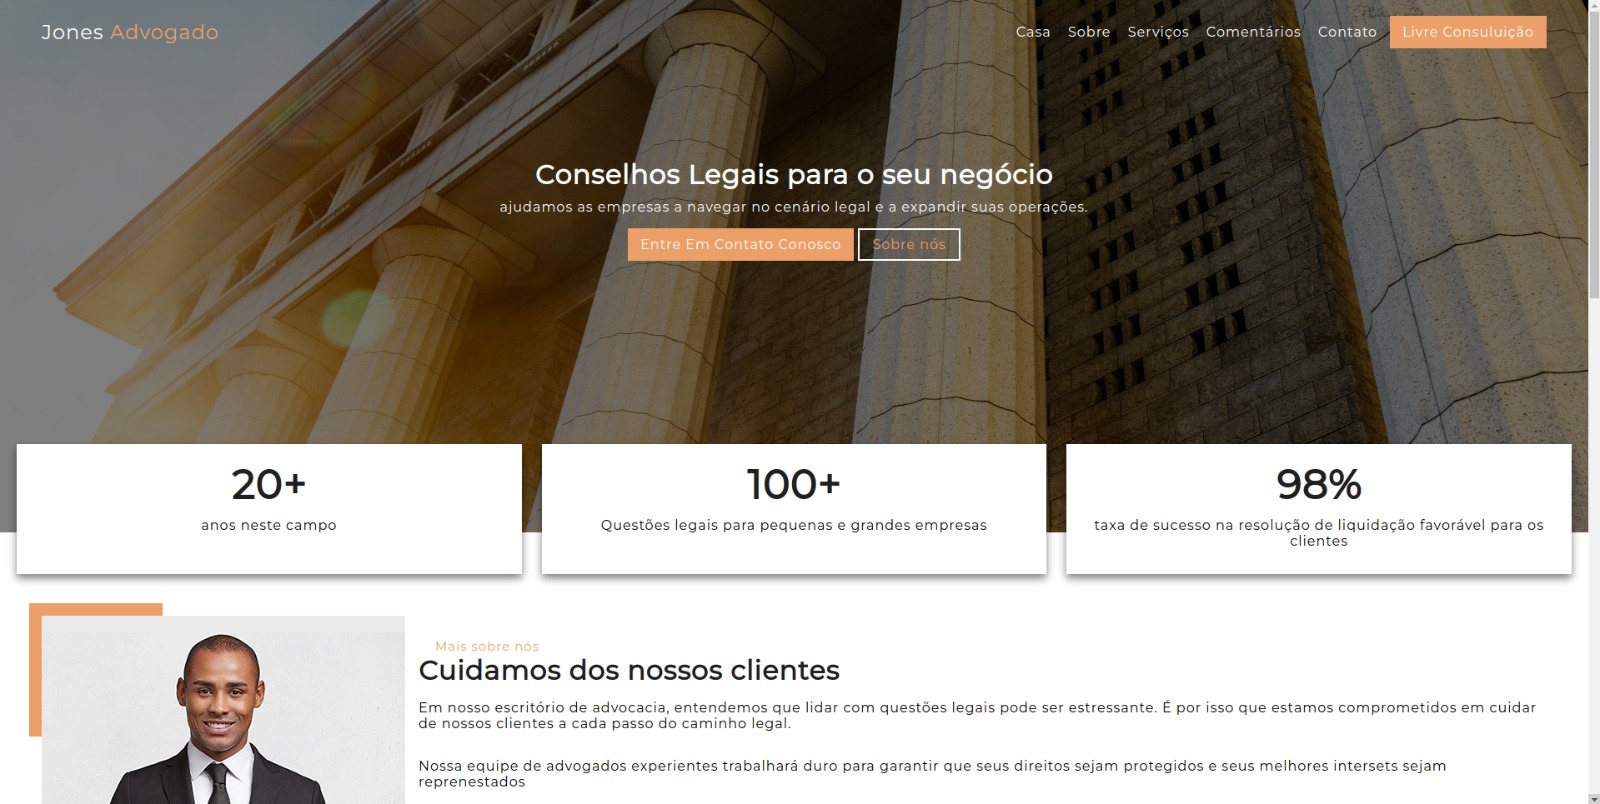 Jones Advogado
Casa Sobre Serviços Comentários Contato Livre Consuluição
Conselhos Legais para o seu negócio
ajudamos as empresas a navegar no cenário legal e a expandir suas operações.
Entre Em Contato Conosco Sobre nós
20+
anos neste campo
100+
Questões legais para pequenas e grandes empresas
98%
taxa de sucesso na resolução de liquidação favorável para os
clientes
Mais sobre nós
Cuidamos dos nossos clientes
Em nosso escritório de advocacia, entendemos que lidar com questões legais pode ser estressante. É por isso que estamos comprometidos em cuidar
de nossos clientes a cada passo do caminho legal.
Nossa equipe de advogados experientes trabalhará duro para garantir que seus direitos sejam protegidos e seus melhores intersets sejam
reprenestados